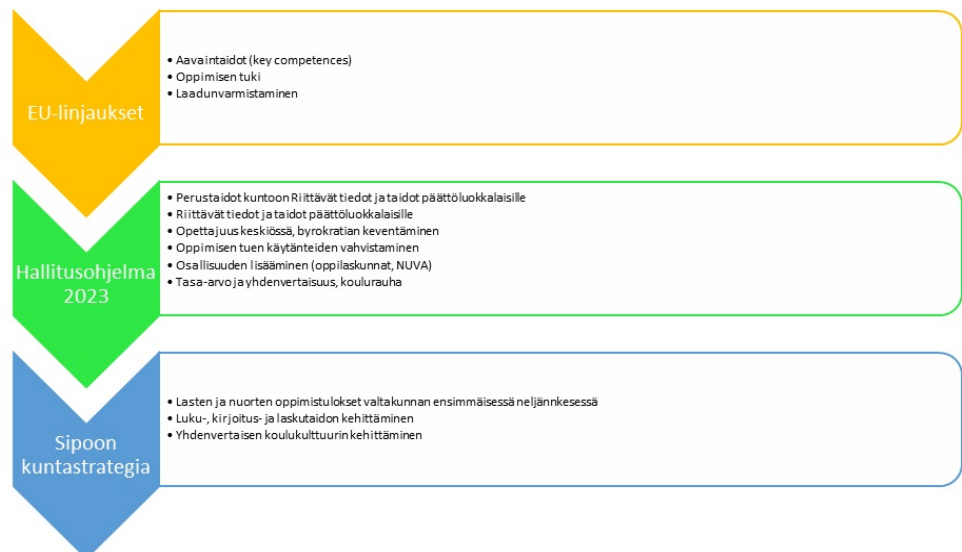 EU-linjaukset
• Aavaintaidot (key competences)
• Oppimisen tuki
• Laadunvarmistaminen
Hallitusohjelma
2023
• Perustaidot kuntoon Riittävät tiedot ja taidot päättöluokkalaisille
• Riittävät tiedot ja taidot päättöluokkalaisille
• Opettajuus keskiössä, byrokratian keventäminen
• Oppimisen tuen käytänteiden vahvistaminen
• Osallisuuden lisääminen (oppilaskunnat, NUVA)
• Tasa-arvo ja yhdenvertaisuus, koulurauha
Sipoon
kuntastrategia
• Lasten ja nuorten oppimistulokset valtakunnan ensimmäisessä neljännkesessä
• Luku-, kirjoitus- ja laskutaidon kehittäminen
• Yhdenvertaisen koulukulttuurin kehittäminen